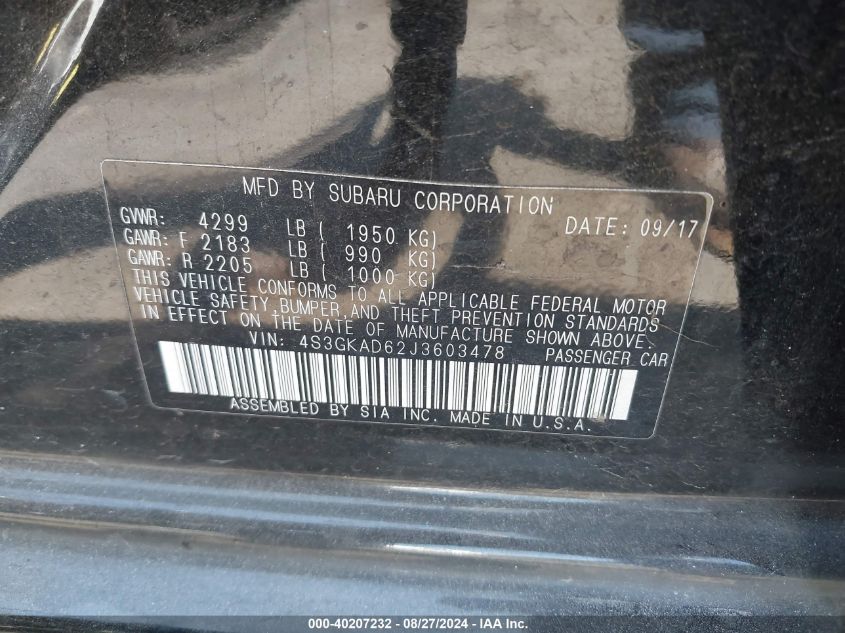 MFD BY SUBARU CORPORATION
GVWR: 4299 LB ( 1950 KG) DATE: 09/17
GAWR: F 2183 LB ( 990 KG)
GAWR: R 2205 LB ( 1000 KG)
THIS VEHICLE CONFORMS TO ALL APPLICABLE FEDERAL MOTOR
VEHICLE SAFETY, BUMPER, AND THEFT PREVENTION STANDARDS
IN EFFECT ON THE DATE OF MANUFACTURE SHOWN ABOVE.
VIN: 4S3GKAD62J3603478 PASSENGER CAR
ASSEMBLED BY SIA INC. MADE IN U.S.A.
000-40207232 - 08/27/2024 - IAA Inc.